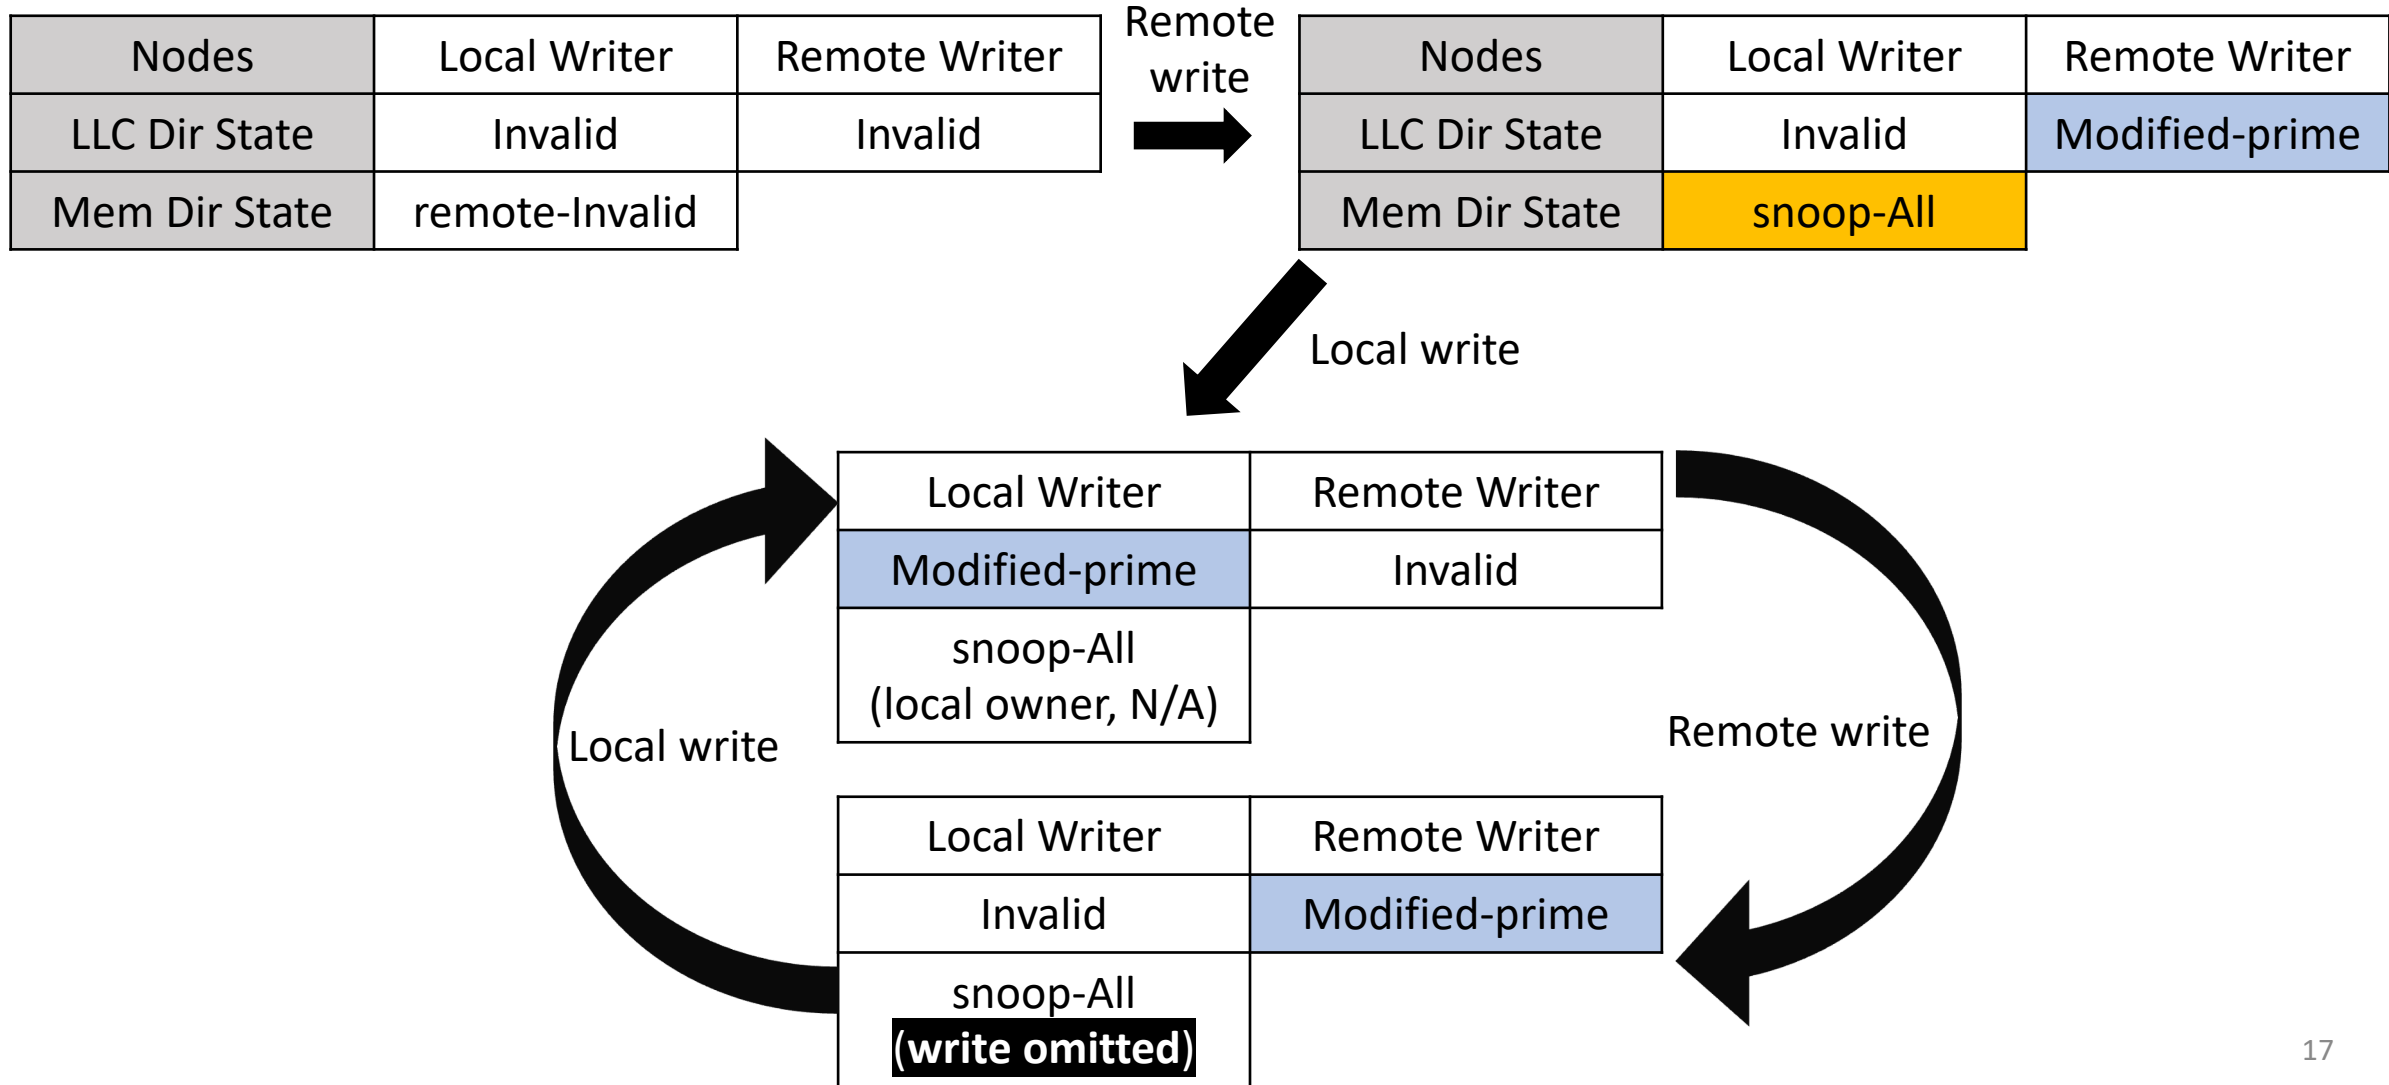 Nodes Local Writer Remote Writer
LLC Dir State Invalid Invalid
Mem Dir State remote-Invalid
Remote
write
Nodes Local Writer Remote Writer
LLC Dir State Invalid Modified-prime
Mem Dir State snoop-All
Local write
Local Writer Remote Writer
Modified-prime Invalid
snoop-All
(local owner, N/A)
Local write
Remote write
Local Writer Remote Writer
Invalid Modified-prime
snoop-All
(write omitted)
17